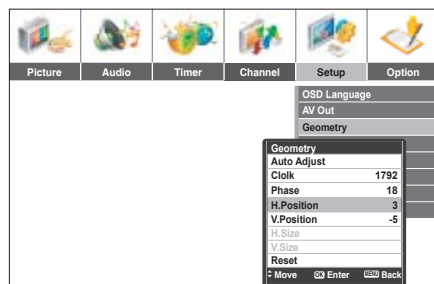 Picture Audio Timer Channel Setup Option
OSD Language
AV Out
Geometry
Geometry
Auto Adjust
Clolk 1792
Phase 18
H.Position 3
V.Position -5
H.Size
V.Size
Reset
Move OK Enter MENU Back